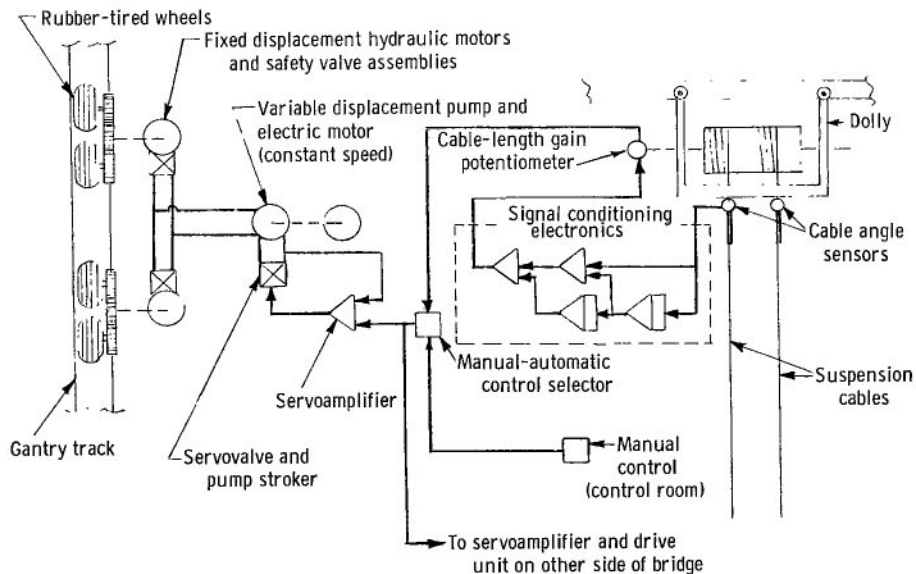 Rubber-tired wheels
Fixed displacement hydraulic motors
and safety valve assemblies
Variable displacement pump and
electric motor
(constant speed)
Cable-length gain
potentiometer
Dolly
Signal conditioning
electronics
Cable angle
sensors
Manual-automatic
control selector
Suspension
cables
Servoamplifier
Gantry track
Servovalve and
pump stroker
Manual
control
(control room)
To servoamplifier and drive
unit on other side of bridge